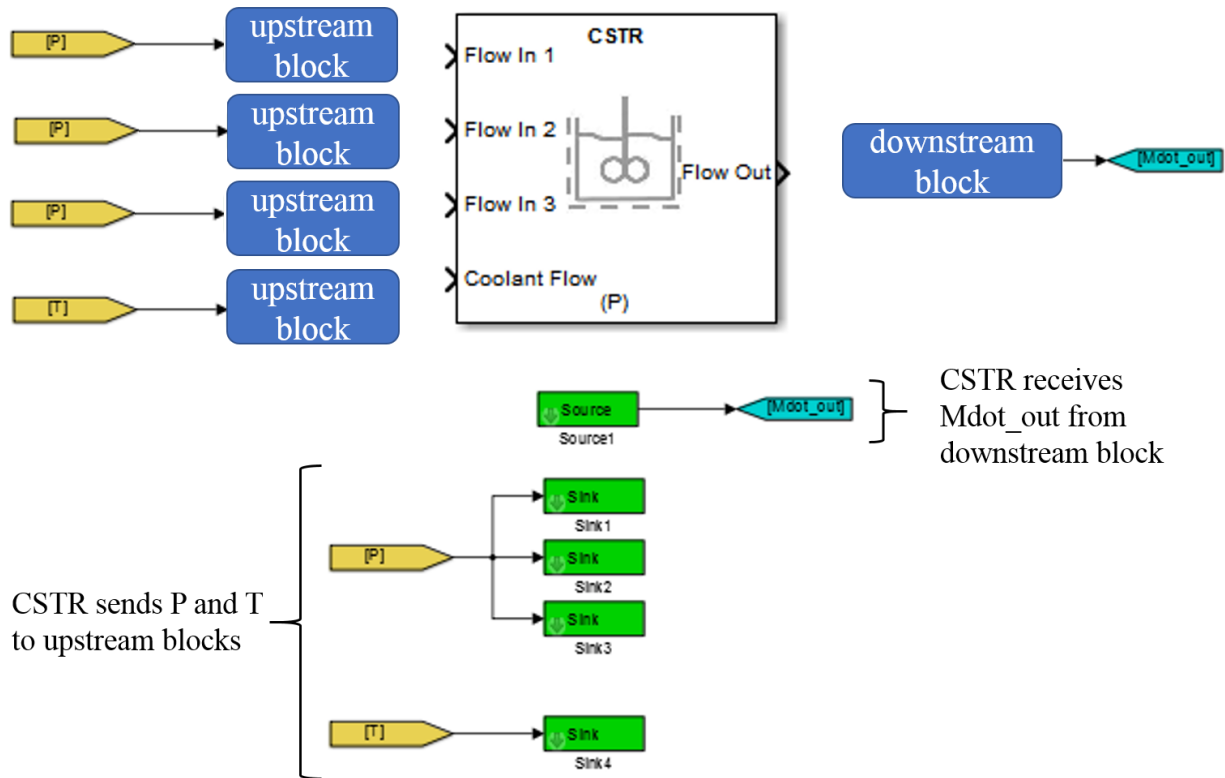 [P]
upstream
block
[P]
upstream
block
[P]
upstream
block
[T]
upstream
block
CSTR
Flow In 1
Flow In 2
Flow In 3
Coolant Flow
(P)
Flow Out
downstream
block
[Mdot_out]
Source
Source1
[Mdot_out]
CSTR receives
Mdot_out from
downstream block
CSTR sends P and T
to upstream blocks
[P]
Sink
Sink1
Sink
Sink2
Sink
Sink3
[T]
Sink
Sink4